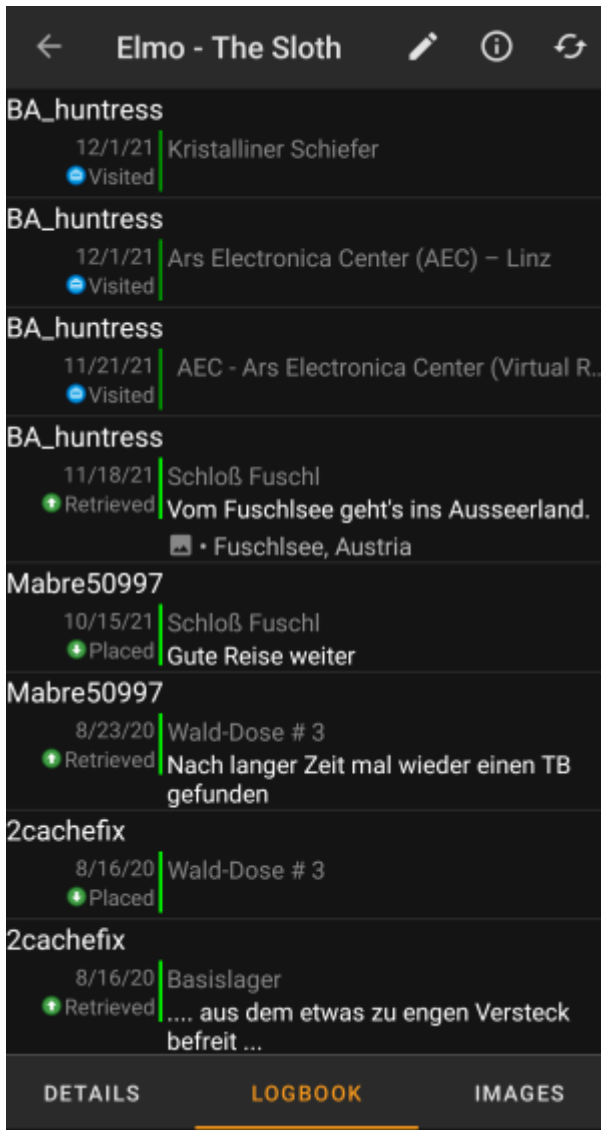 Elmo - The Sloth
BA_huntress
12/1/21 Kristalliner Schiefer
Visited
BA_huntress
12/1/21 Ars Electronica Center (AEC) – Linz
Visited
BA_huntress
11/21/21 AEC - Ars Electronica Center (Virtual R..
Visited
BA_huntress
11/18/21 Schloß Fuschl
Retrieved Vom Fuschlsee geht's ins Ausseerland.
• Fuschlsee, Austria
Mabre50997
10/15/21 Schloß Fuschl
Placed Gute Reise weiter
Mabre50997
8/23/20 Wald-Dose # 3
Retrieved Nach langer Zeit mal wieder einen TB
gefunden
2cachefix
8/16/20 Wald-Dose # 3
Placed
2cachefix
8/16/20 Basislager
Retrieved .... aus dem etwas zu engen Versteck
befreit ...
DETAILS LOGBOOK IMAGES